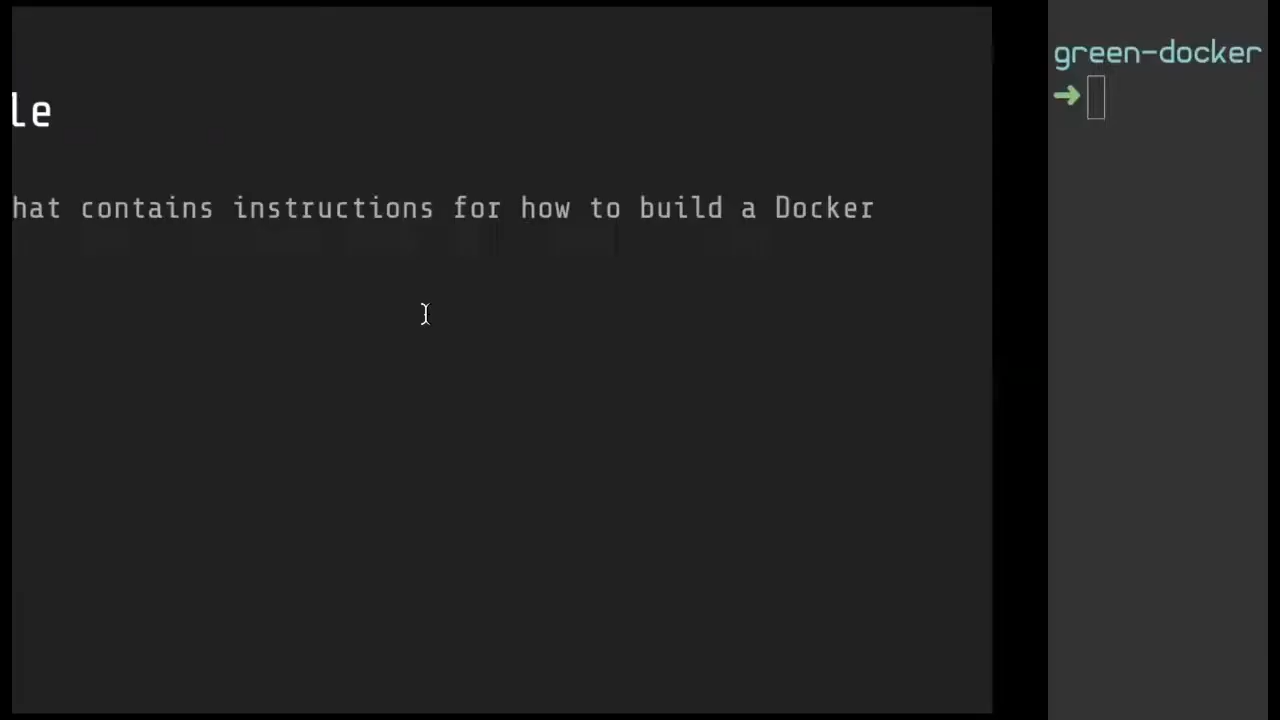 le
hat contains instructions for how to build a Docker
green-docker
➜